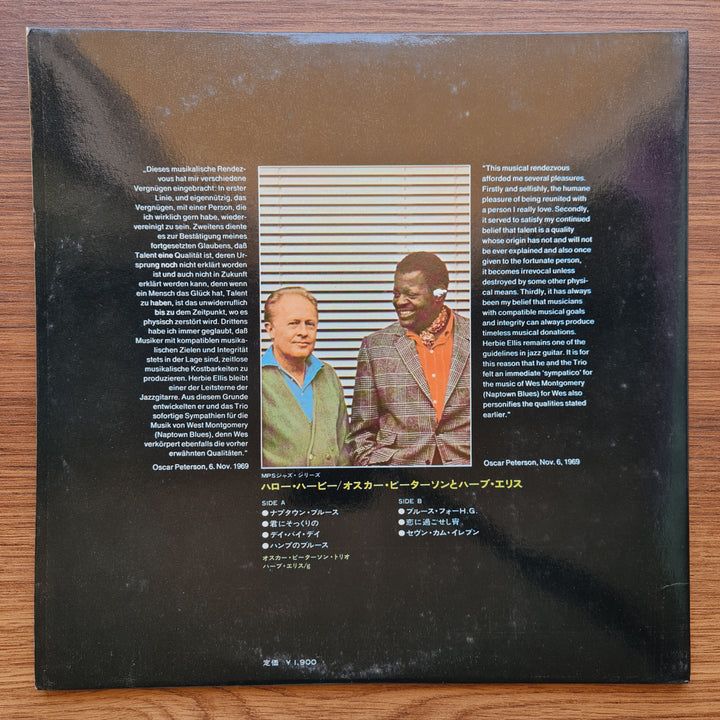 „Dieses musikalische Rendez-
vous hat mir verschiedene
Vergnügen eingebracht: In erster
Linie, und eigennützig, das
Vergnügen, mit einer Person, die
ich wirklich gern habe, wieder-
vereinigt zu sein. Zweitens diente
es zur Bestätigung meines
fortgesetzten Glaubens, daß
Talent eine Qualität ist, deren Ur-
sprung noch nicht erklärt worden
ist und auch nicht in Zukunft
erklärt werden kann, denn wenn
ein Mensch das Glück hat, Talent
zu haben, ist das unwiderruflich
bis zu dem Zeitpunkt, wo es
physisch zerstört wird. Drittens
habe ich immer geglaubt, daß
Musiker mit kompatiblen musika-
lischen Zielen und Integrität
stets in der Lage sind, zeitlose
musikalische Kostbarkeiten zu
produzieren. Herbie Ellis bleibt
einer der Leitsterne der
Jazzgitarre. Aus diesem Grunde
entwickelten er und das Trio
sofortige Sympathien für die
Musik von West Montgomery
(Naptown Blues), denn Wes
verkörpert ebenfalls die vorher
erwähnten Qualitäten."
Oscar Peterson, 6. Nov. 1969
"This musical rendezvous
afforded me several pleasures.
Firstly and selfishly, the humane
pleasure of being reunited with
a person I really love. Secondly,
it served to satisfy my continued
belief that talent is a quality
whose origin has not and will not
be ever explained and also once
given to the fortunate person,
it becomes irrevocal unless
destroyed by some other physi-
cal means. Thirdly, it has always
been my belief that musicians
with compatible musical goals
and integrity can always produce
timeless musical donations.
Herbie Ellis remains one of the
guidelines in jazz guitar. It is for
this reason that he and the Trio
felt an immediate 'sympatico' for
the music of Wes Montgomery
(Naptown Blues) for Wes also
personifies the qualities stated
earlier."
Oscar Peterson, Nov. 6, 1969
MPSジャズ・シリーズ
ハロー・ハービー/オスカー・ピーターソンとハーブ・エリス
SIDE A
●ナプタウン・ブルース
●君にそっくりの
●デイ・バイ・デイ
●ハンプのブルース
オスカー・ピーターソン・トリオ
ハーブ・エリス/g
SIDE B
●ブルース・フォーH.G.
●恋に過ごせし宵
●セヴン・カム・イレブン
定価 ¥1,900